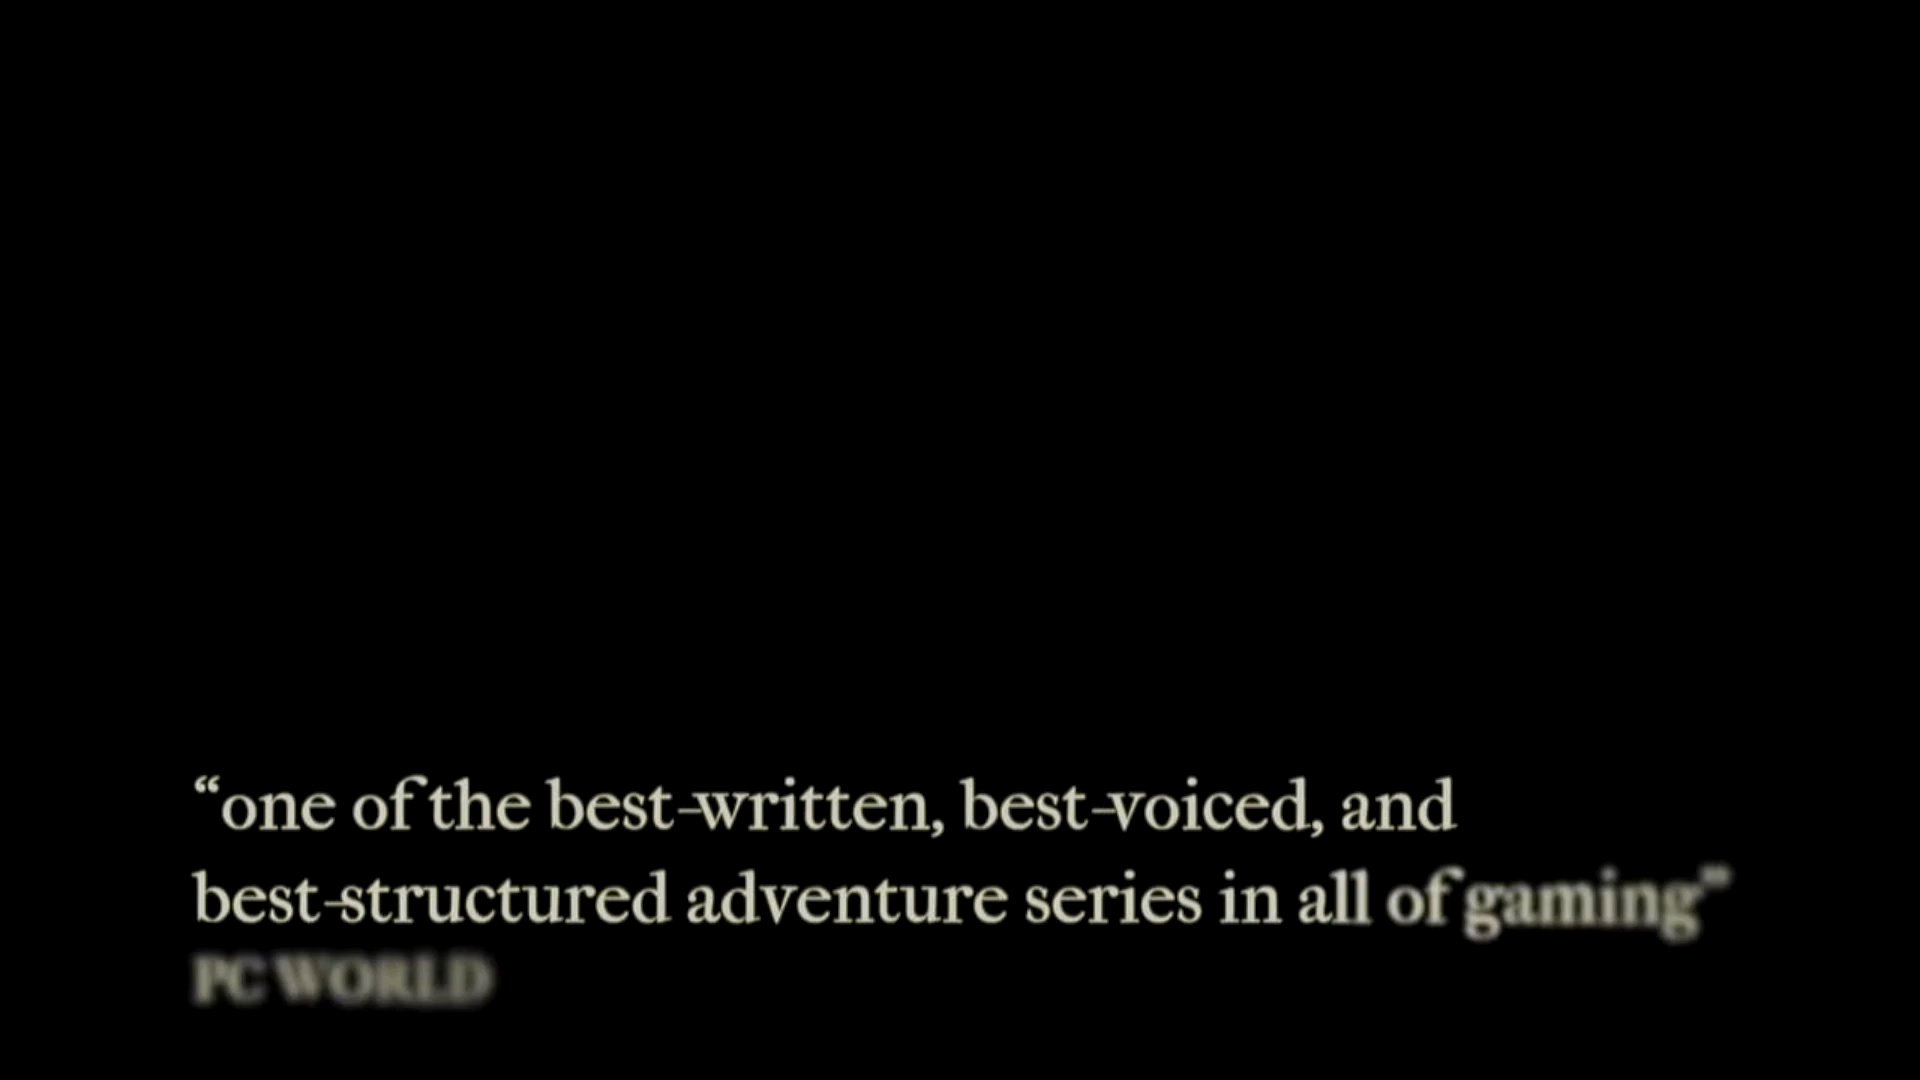 “one of the best-written, best-voiced, and
best-structured adventure series in all of gaming”
PC WORLD